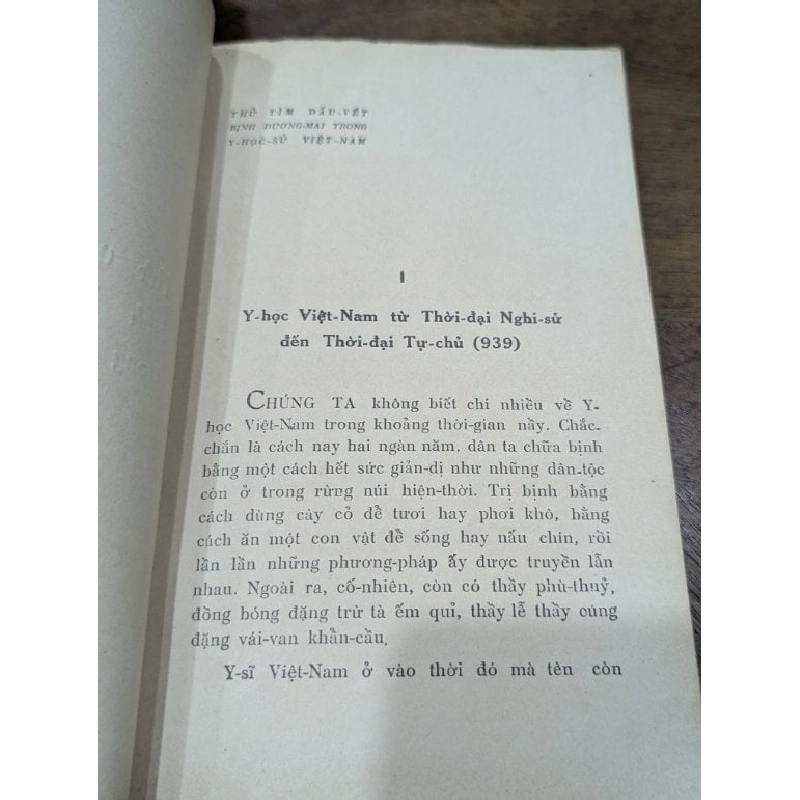 THỬ TÌM DẤU-VẾT
BỊNH DƯƠNG-MAI TRONG
Y-HỌC-SỬ VIỆT-NAM
I
Y-học Việt-Nam từ Thời-đại Nghi-sử
đến Thời-đại Tự-chủ (939)
CHÚNG TA không biết chi nhiều về Y-
học Việt-Nam trong khoảng thời-gian nầy. Chắc-
chắn là cách nay hai ngàn năm, dân ta chữa bịnh
bằng một cách hết sức giản-dị như những dân-tộc
còn ở trong rừng núi hiện-thời. Trị bịnh bằng
cách dùng cây cỏ để tươi hay phơi khô, bằng
cách ăn một con vật để sống hay nấu chín, rồi
lần lần những phương-pháp ấy được truyền lẫn
nhau. Ngoài ra, cố-nhiên, còn có thầy phù-thuỷ,
đồng bóng đặng trừ tà ếm quỉ, thầy lễ thầy cúng
đặng vái-van khẩn-cầu.
Y-sĩ Việt-Nam ở vào thời đó mà tên còn